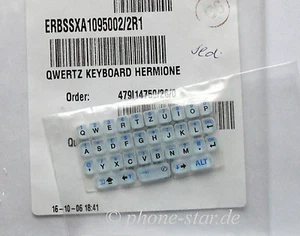 ERBSSXA1095002/2R1
QWERTZ KEYBOARD HERMIONE
Order:
Q W E R T Z U I O P
A S D F G H J K L
Y X C V B N M
ALT
16-10-06 18:41
phone-star.de